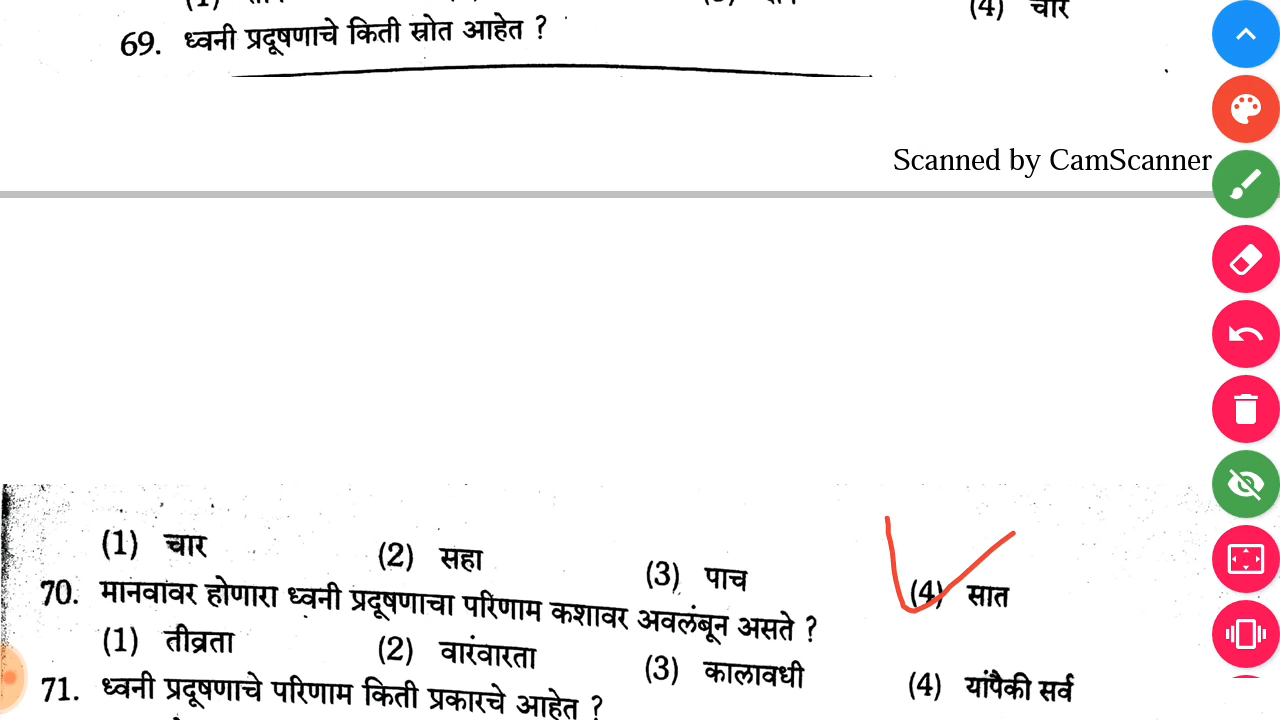 (4) चार
69. ध्वनी प्रदूषणाचे किती स्रोत आहेत ?
Scanned by CamScanner
(1) चार (2) सहा (3) पाच (4) सात
70. मानवावर होणारा ध्वनी प्रदूषणाचा परिणाम कशावर अवलंबून असते ?
(1) तीव्रता (2) वारंवारता (3) कालावधी (4) यांपैकी सर्व
71. ध्वनी प्रदूषणाचे परिणाम किती प्रकारचे आहेत ?